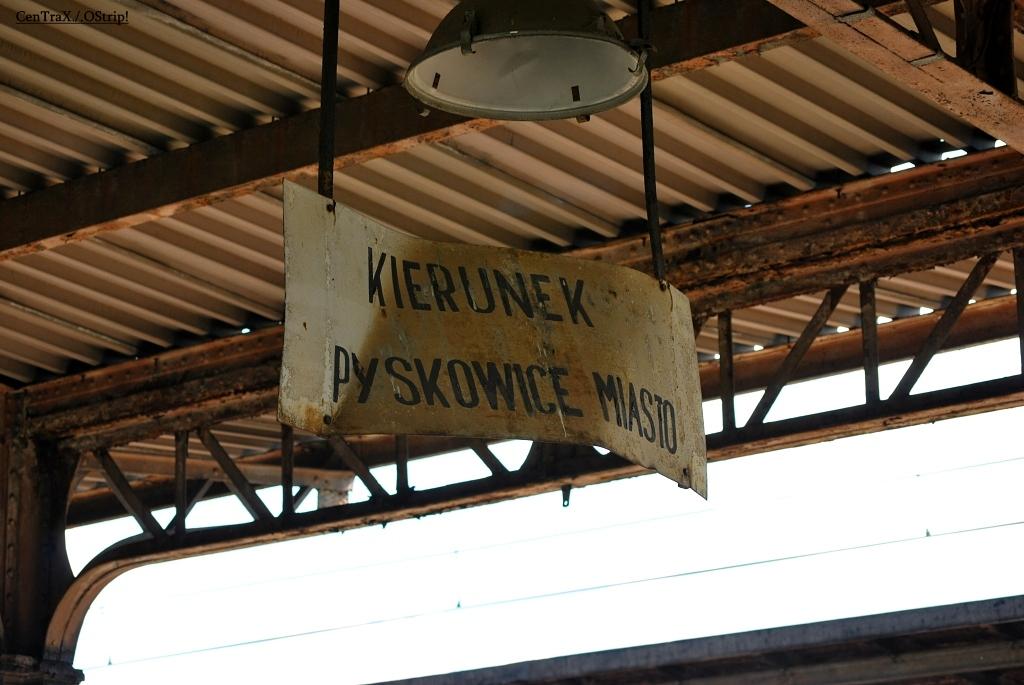 CenTraX./.OStrip!
KIERUNEK
PYSKOWICE MIASTO